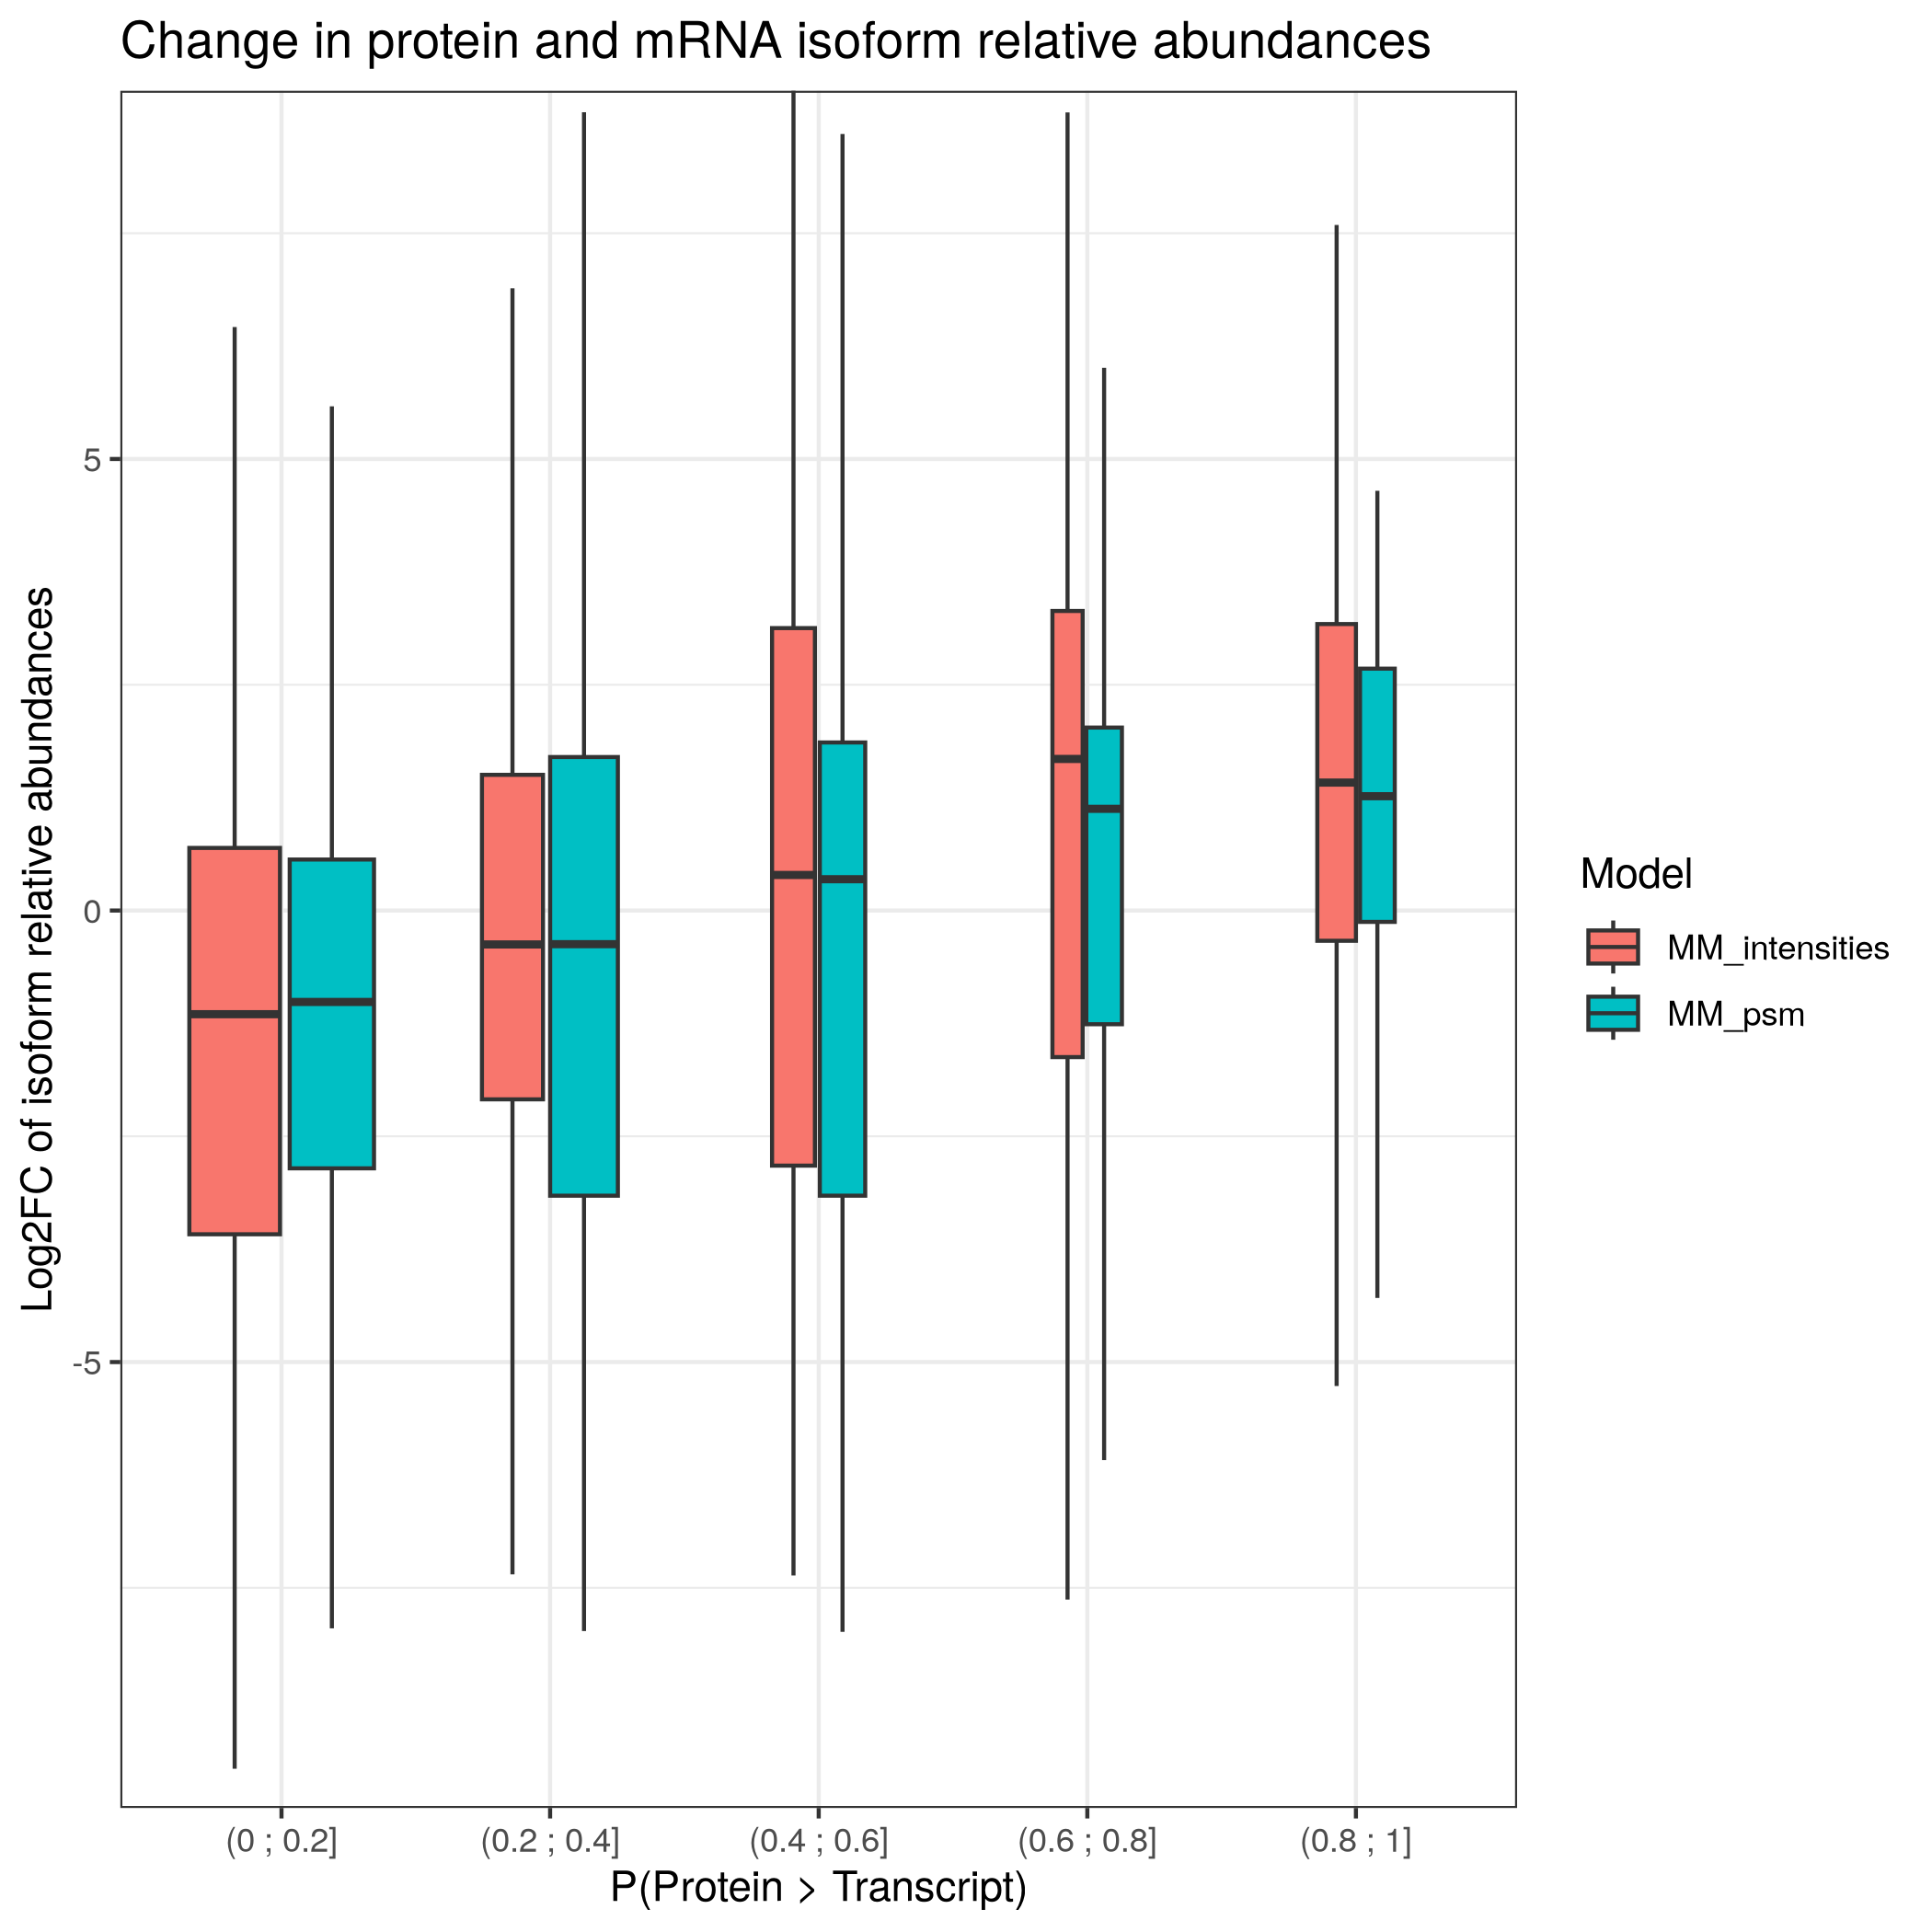 Change in protein and mRNA isoform relative abundances
Log2FC of isoform relative abundances
5
0
-5
(0 ; 0.2]
(0.2 ; 0.4]
(0.4 ; 0.6]
(0.6 ; 0.8]
(0.8 ; 1]
P(Protein > Transcript)
Model
MM_intensities
MM_psm